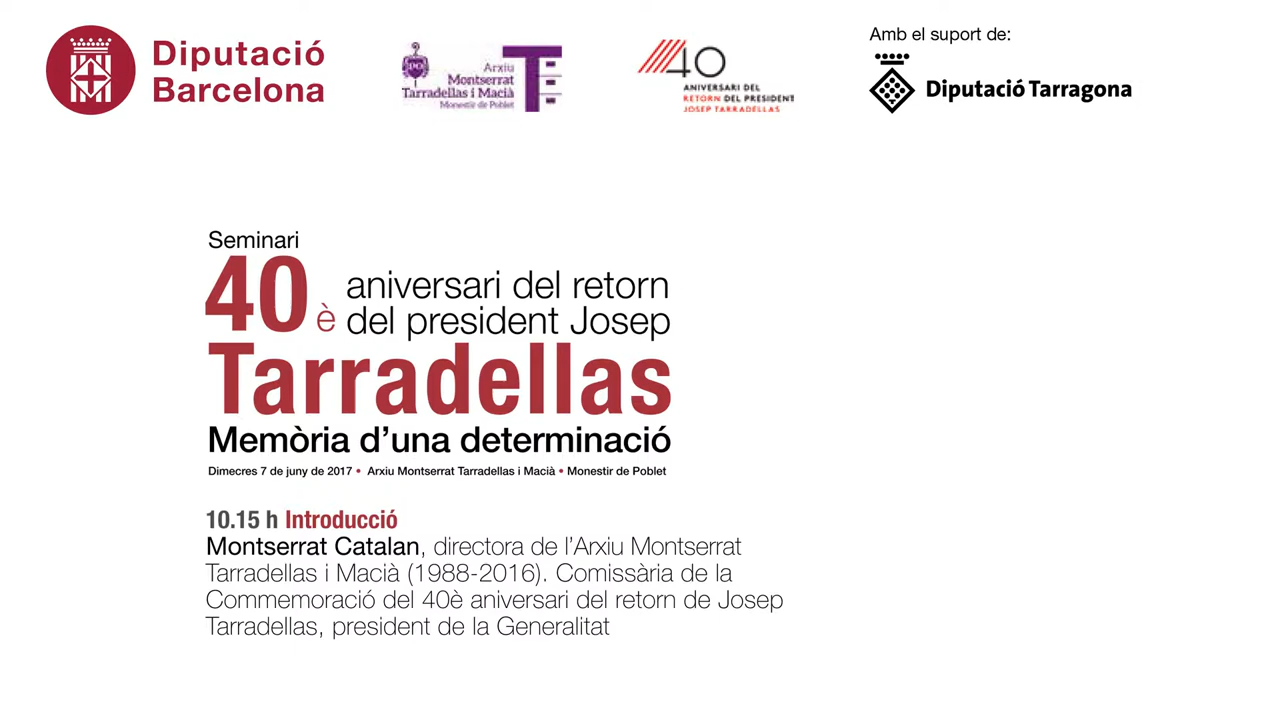 Diputació
Barcelona
Arxiu
Montserrat
Tarradellas i Macià
Monestir de Poblet
40
ANIVERSARI DEL
RETORN DEL PRESIDENT
JOSEP TARRADELLAS
Amb el suport de:
Diputació Tarragona
Seminari
40è aniversari del retorn
del president Josep
Tarradellas
Memòria d’una determinació
Dimecres 7 de juny de 2017 • Arxiu Montserrat Tarradellas i Macià • Monestir de Poblet
10.15 h Introducció
Montserrat Catalan, directora de l’Arxiu Montserrat
Tarradellas i Macià (1988-2016). Comissària de la
Commemoració del 40è aniversari del retorn de Josep
Tarradellas, president de la Generalitat